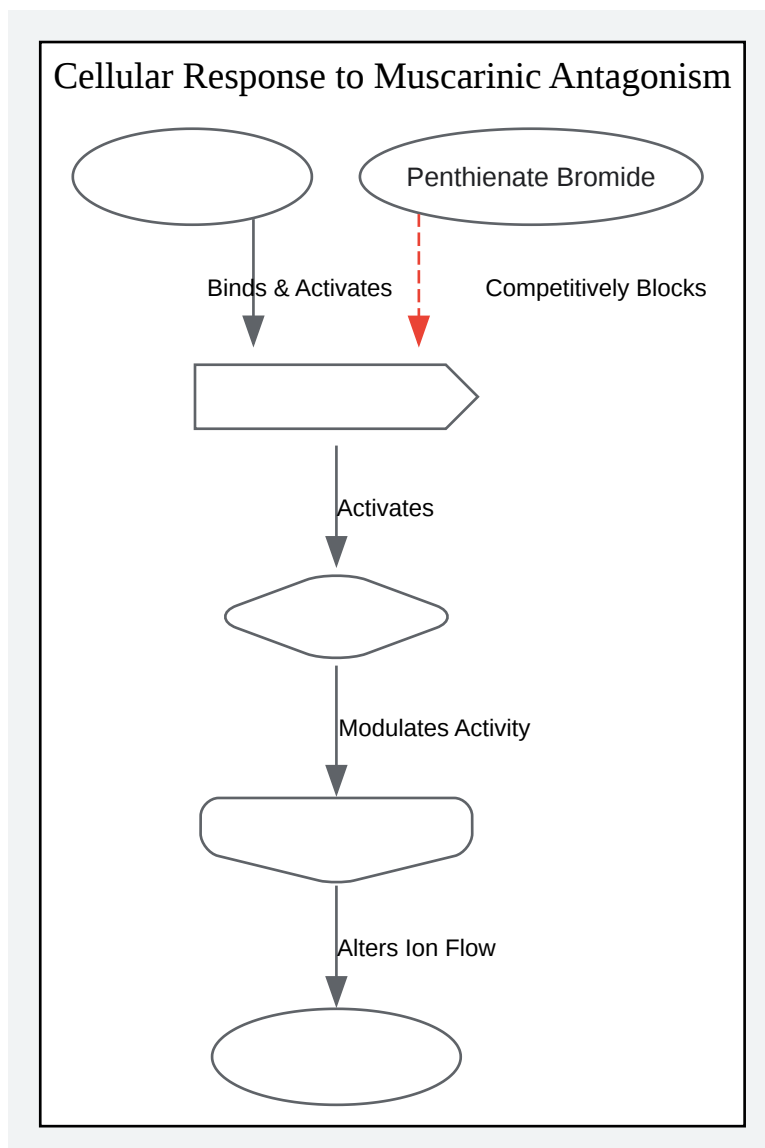 Cellular Response to Muscarinic Antagonism
Penthienate Bromide
Binds & Activates
Competitively Blocks
Activates
Modulates Activity
Alters Ion Flow